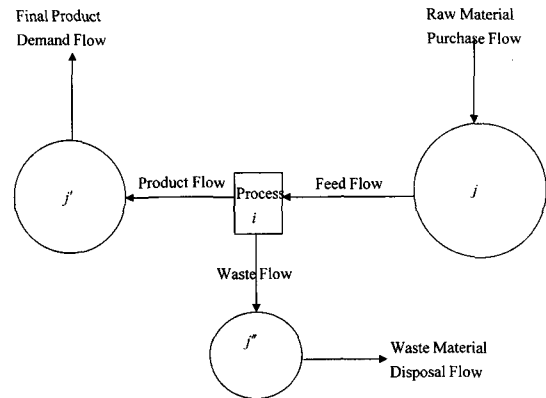 Final Product
Demand Flow
Raw Material
Purchase Flow
Product Flow
Process
i
Feed Flow
j'
j
Waste Flow
j''
Waste Material
Disposal Flow